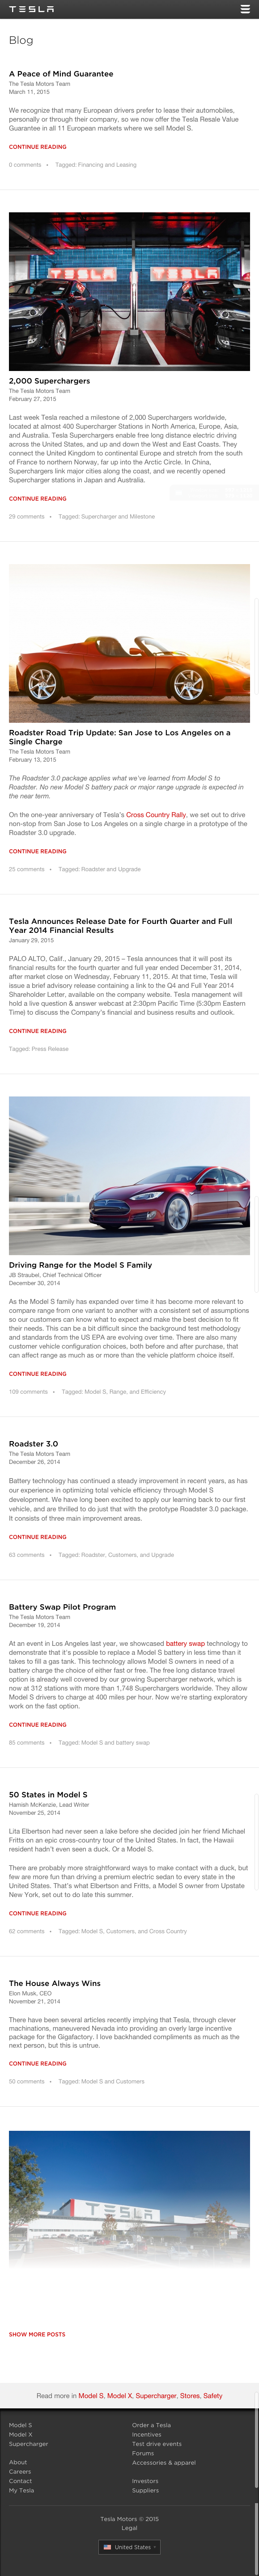 TESLA
Blog
A Peace of Mind Guarantee
The Tesla Motors Team
March 11, 2015
We recognize that many European drivers prefer to lease their automobiles,
personally or through their company, so we now offer the Tesla Resale Value
Guarantee in all 11 European markets where we sell Model S.
CONTINUE READING
0 comments • Tagged: Financing and Leasing
TESLA
2,000 Superchargers
The Tesla Motors Team
February 27, 2015
Last week Tesla reached a milestone of 2,000 Superchargers worldwide,
located at almost 400 Supercharger Stations in North America, Europe, Asia,
and Australia. Tesla Superchargers enable free long distance electric driving
across the United States, and up and down the West and East Coasts. They
connect the United Kingdom to continental Europe and stretch from the south
of France to northern Norway, far up into the Arctic Circle. In China,
Superchargers link major cities along the coast, and we recently opened
Supercharger stations in Japan and Australia.
CONTINUE READING
29 comments • Tagged: Supercharger and Milestone
Roadster Road Trip Update: San Jose to Los Angeles on a
Single Charge
The Tesla Motors Team
February 13, 2015
The Roadster 3.0 package applies what we've learned from Model S to
Roadster. No new Model S battery pack or major range upgrade is expected in
the near term.
On the one-year anniversary of Tesla's Cross Country Rally, we set out to drive
non-stop from San Jose to Los Angeles on a single charge in a prototype of the
Roadster 3.0 upgrade.
CONTINUE READING
25 comments • Tagged: Roadster and Upgrade
Tesla Announces Release Date for Fourth Quarter and Full
Year 2014 Financial Results
January 29, 2015
PALO ALTO, Calif., January 29, 2015 – Tesla announces that it will post its
financial results for the fourth quarter and full year ended December 31, 2014,
after market close on Wednesday, February 11, 2015. At that time, Tesla will
issue a brief advisory release containing a link to the Q4 and Full Year 2014
Shareholder Letter, available on the company website. Tesla management will
hold a live question & answer webcast at 2:30pm Pacific Time (5:30pm Eastern
Time) to discuss the Company's financial and business results and outlook.
CONTINUE READING
Tagged: Press Release
Driving Range for the Model S Family
JB Straubel, Chief Technical Officer
December 30, 2014
As the Model S family has expanded over time it has become more relevant to
compare range from one variant to another with a consistent set of assumptions
so our customers can know what to expect and make the best decision to fit
their needs. This can be a bit difficult as the background test methodology
and standards from the US EPA are evolving over time. There are also many
customer vehicle configuration choices, both before and after purchase, that
can affect range as much as or more than the vehicle platform choice itself.
CONTINUE READING
109 comments • Tagged: Model S, Range, and Efficiency
Roadster 3.0
The Tesla Motors Team
December 26, 2014
Battery technology has continued a steady improvement in recent years, as has
our experience in optimizing total vehicle efficiency through Model S
development. We have long been excited to apply our learning back to our first
vehicle, and are thrilled to do just that with the prototype Roadster 3.0 package.
It consists of three main improvement areas.
CONTINUE READING
63 comments • Tagged: Roadster, Customers, and Upgrade
Battery Swap Pilot Program
The Tesla Motors Team
December 19, 2014
At an event in Los Angeles last year, we showcased battery swap technology to
demonstrate that it's possible to replace a Model S battery in less time than it
takes to fill a gas tank. This technology allows Model S owners in need of a
battery charge the choice of either fast or free. The free long distance travel
option is already well covered by our growing Supercharger network, which is
now at 312 stations with more than 1,748 Superchargers worldwide. They allow
Model S drivers to charge at 400 miles per hour. Now we're starting exploratory
work on the fast option.
CONTINUE READING
85 comments • Tagged: Model S and battery swap
50 States in Model S
Hamish McKenzie, Lead Writer
November 25, 2014
Lita Elbertson had never seen a lake before she decided join her friend Michael
Fritts on an epic cross-country tour of the United States. In fact, the Hawaii
resident hadn't even seen a duck. Or a Model S.
There are probably more straightforward ways to make contact with a duck, but
few are more fun than driving a premium electric sedan to every state in the
United States. That's what Elbertson and Fritts, a Model S owner from Upstate
New York, set out to do late this summer.
CONTINUE READING
62 comments • Tagged: Model S, Customers, and Cross Country
The House Always Wins
Elon Musk, CEO
November 21, 2014
There have been several articles recently implying that Tesla, through clever
machinations, maneuvered Nevada into providing an overly large incentive
package for the Gigafactory. I love backhanded compliments as much as the
next person, but this is untrue.
CONTINUE READING
50 comments • Tagged: Model S and Customers
TESLA
SHOW MORE POSTS
Read more in Model S, Model X, Supercharger, Stores, Safety
Model S
Model X
Supercharger
About
Careers
Contact
My Tesla
Order a Tesla
Incentives
Test drive events
Forums
Accessories & apparel
Investors
Suppliers
Tesla Motors © 2015
Legal
United States